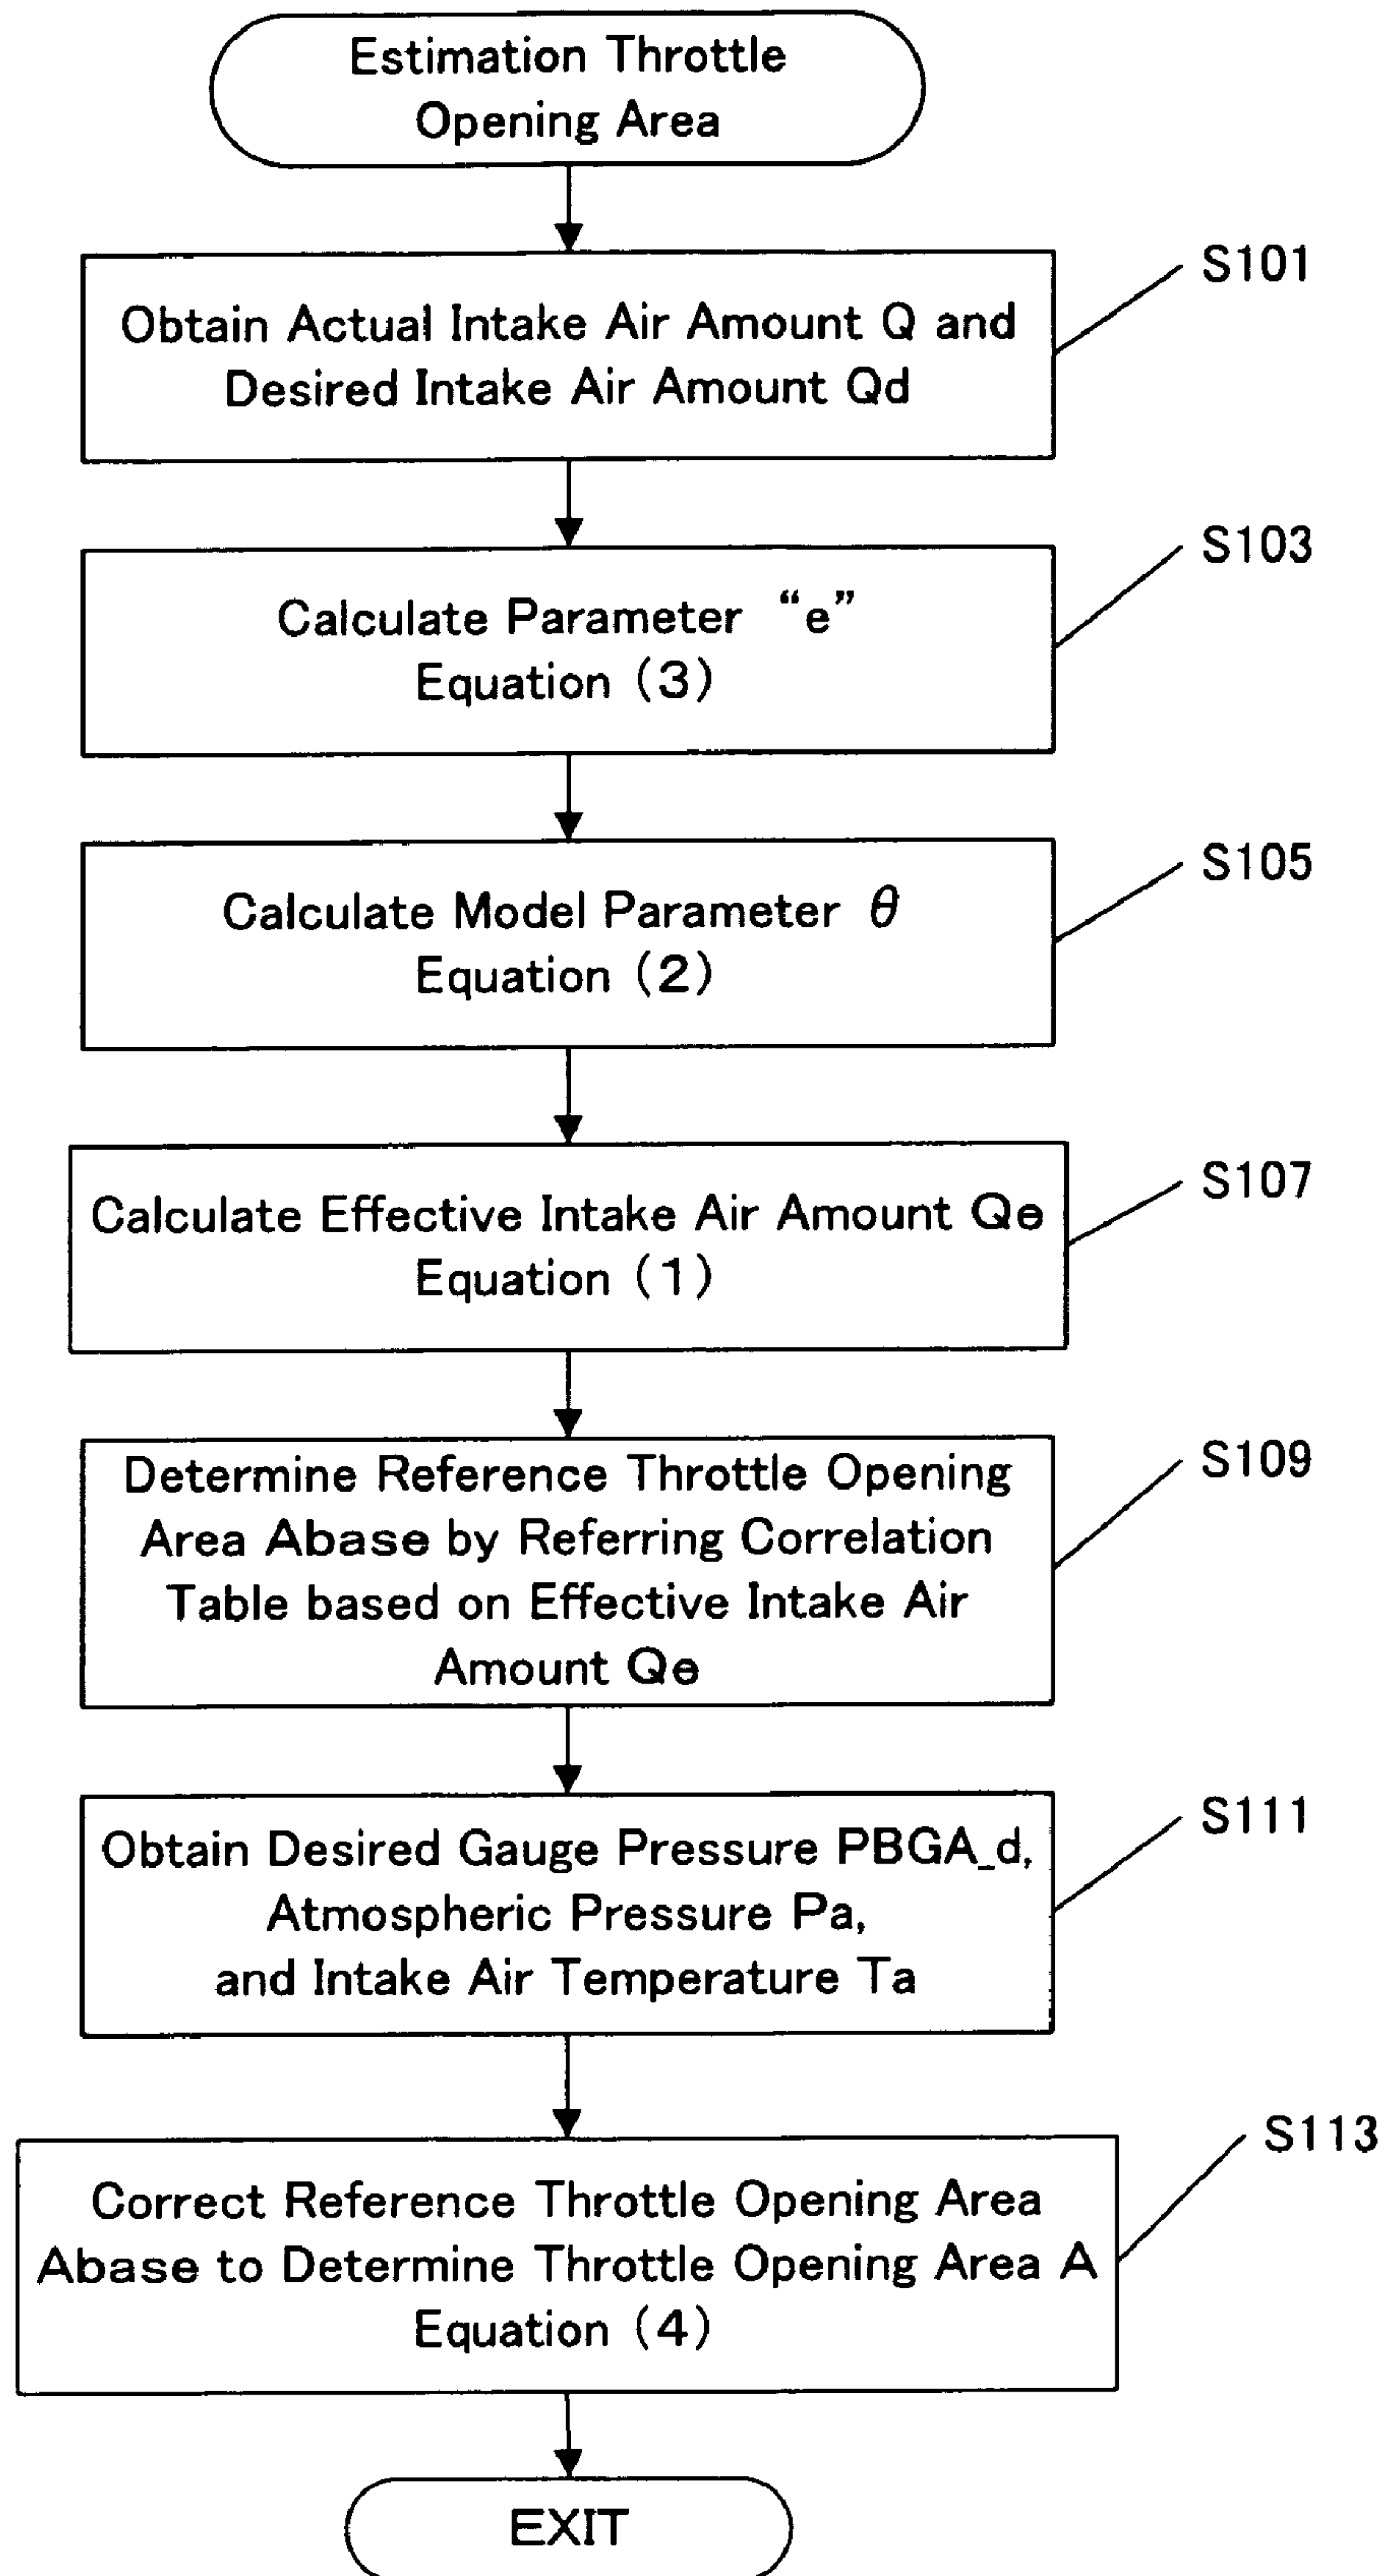 Estimation Throttle
Opening Area
S101
Obtain Actual Intake Air Amount Q and
Desired Intake Air Amount Qd
S103
Calculate Parameter “e”
Equation (3)
S105
Calculate Model Parameter θ
Equation (2)
S107
Calculate Effective Intake Air Amount Qe
Equation (1)
S109
Determine Reference Throttle Opening
Area Abase by Referring Correlation
Table based on Effective Intake Air
Amount Qe
S111
Obtain Desired Gauge Pressure PBGA_d,
Atmospheric Pressure Pa,
and Intake Air Temperature Ta
S113
Correct Reference Throttle Opening Area
Abase to Determine Throttle Opening Area A
Equation (4)
EXIT